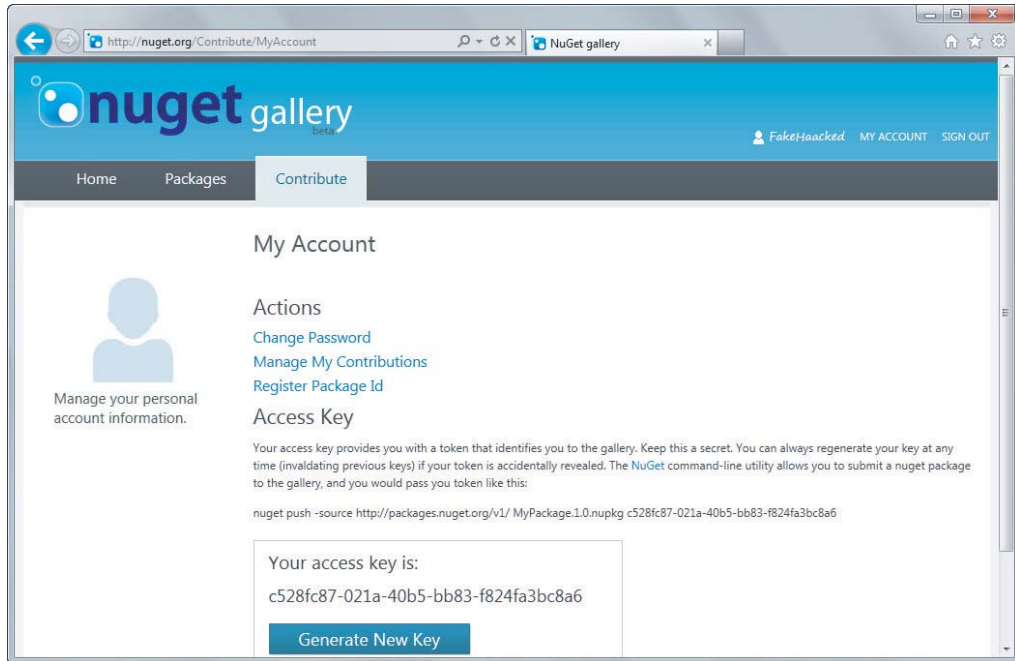 http://nuget.org/Contribute/MyAccount
NuGet gallery
nuget gallery
beta
FakeHaacked MY ACCOUNT SIGN OUT
Home Packages Contribute
My Account
Actions
Change Password
Manage My Contributions
Register Package Id
Manage your personal
account information.
Access Key
Your access key provides you with a token that identifies you to the gallery. Keep this a secret. You can always regenerate your key at any
time (invaldating previous keys) if your token is accidentally revealed. The NuGet command-line utility allows you to submit a nuget package
to the gallery, and you would pass you token like this:
nuget push -source http://packages.nuget.org/v1/ MyPackage.1.0.nupkg c528fc87-021a-40b5-bb83-f824fa3bc8a6
Your access key is:
c528fc87-021a-40b5-bb83-f824fa3bc8a6
Generate New Key